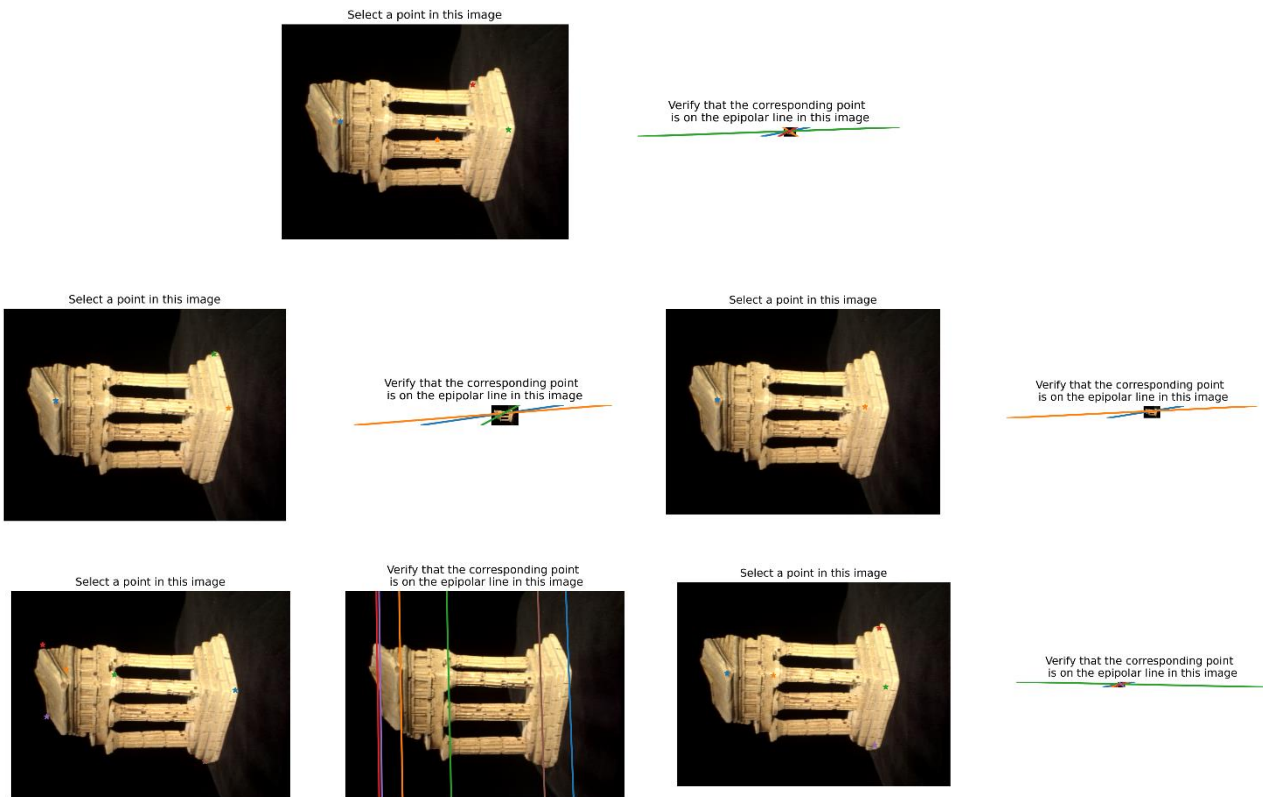 Select a point in this image
Verify that the corresponding point
is on the epipolar line in this image
Select a point in this image
Verify that the corresponding point
is on the epipolar line in this image
Select a point in this image
Verify that the corresponding point
is on the epipolar line in this image
Select a point in this image
Verify that the corresponding point
is on the epipolar line in this image
Select a point in this image
Verify that the corresponding point
is on the epipolar line in this image